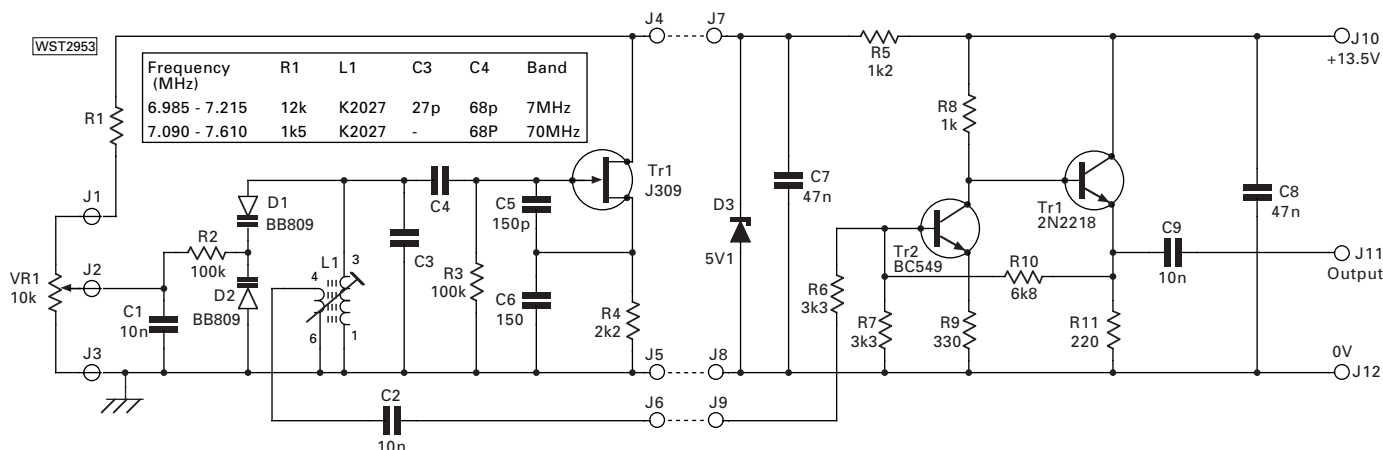 WST2953
J4
J7
J10
+13.5V
R5
1k2
Frequency R1 L1 C3 C4 Band
(MHz)
6.985 - 7.215 12k K2027 27p 68p 7MHz
7.090 - 7.610 1k5 K2027 - 68P 70MHz
R1
R8
1k
Tr1
J309
Tr1
2N2218
C7
47n
C8
47n
J1
D1
BB809
C4
C5
150p
D3
5V1
Tr2
BC549
C9
10n
J11
Output
R2
100k
L1
4
3
C3
R3
100k
J2
VR1
10k
D2
BB809
C1
10n
6
1
C6
150
R4
2k2
R6
3k3
R10
6k8
R7
3k3
R9
330
R11
220
J3
J5
J8
0V
J12
C2
10n
J6
J9